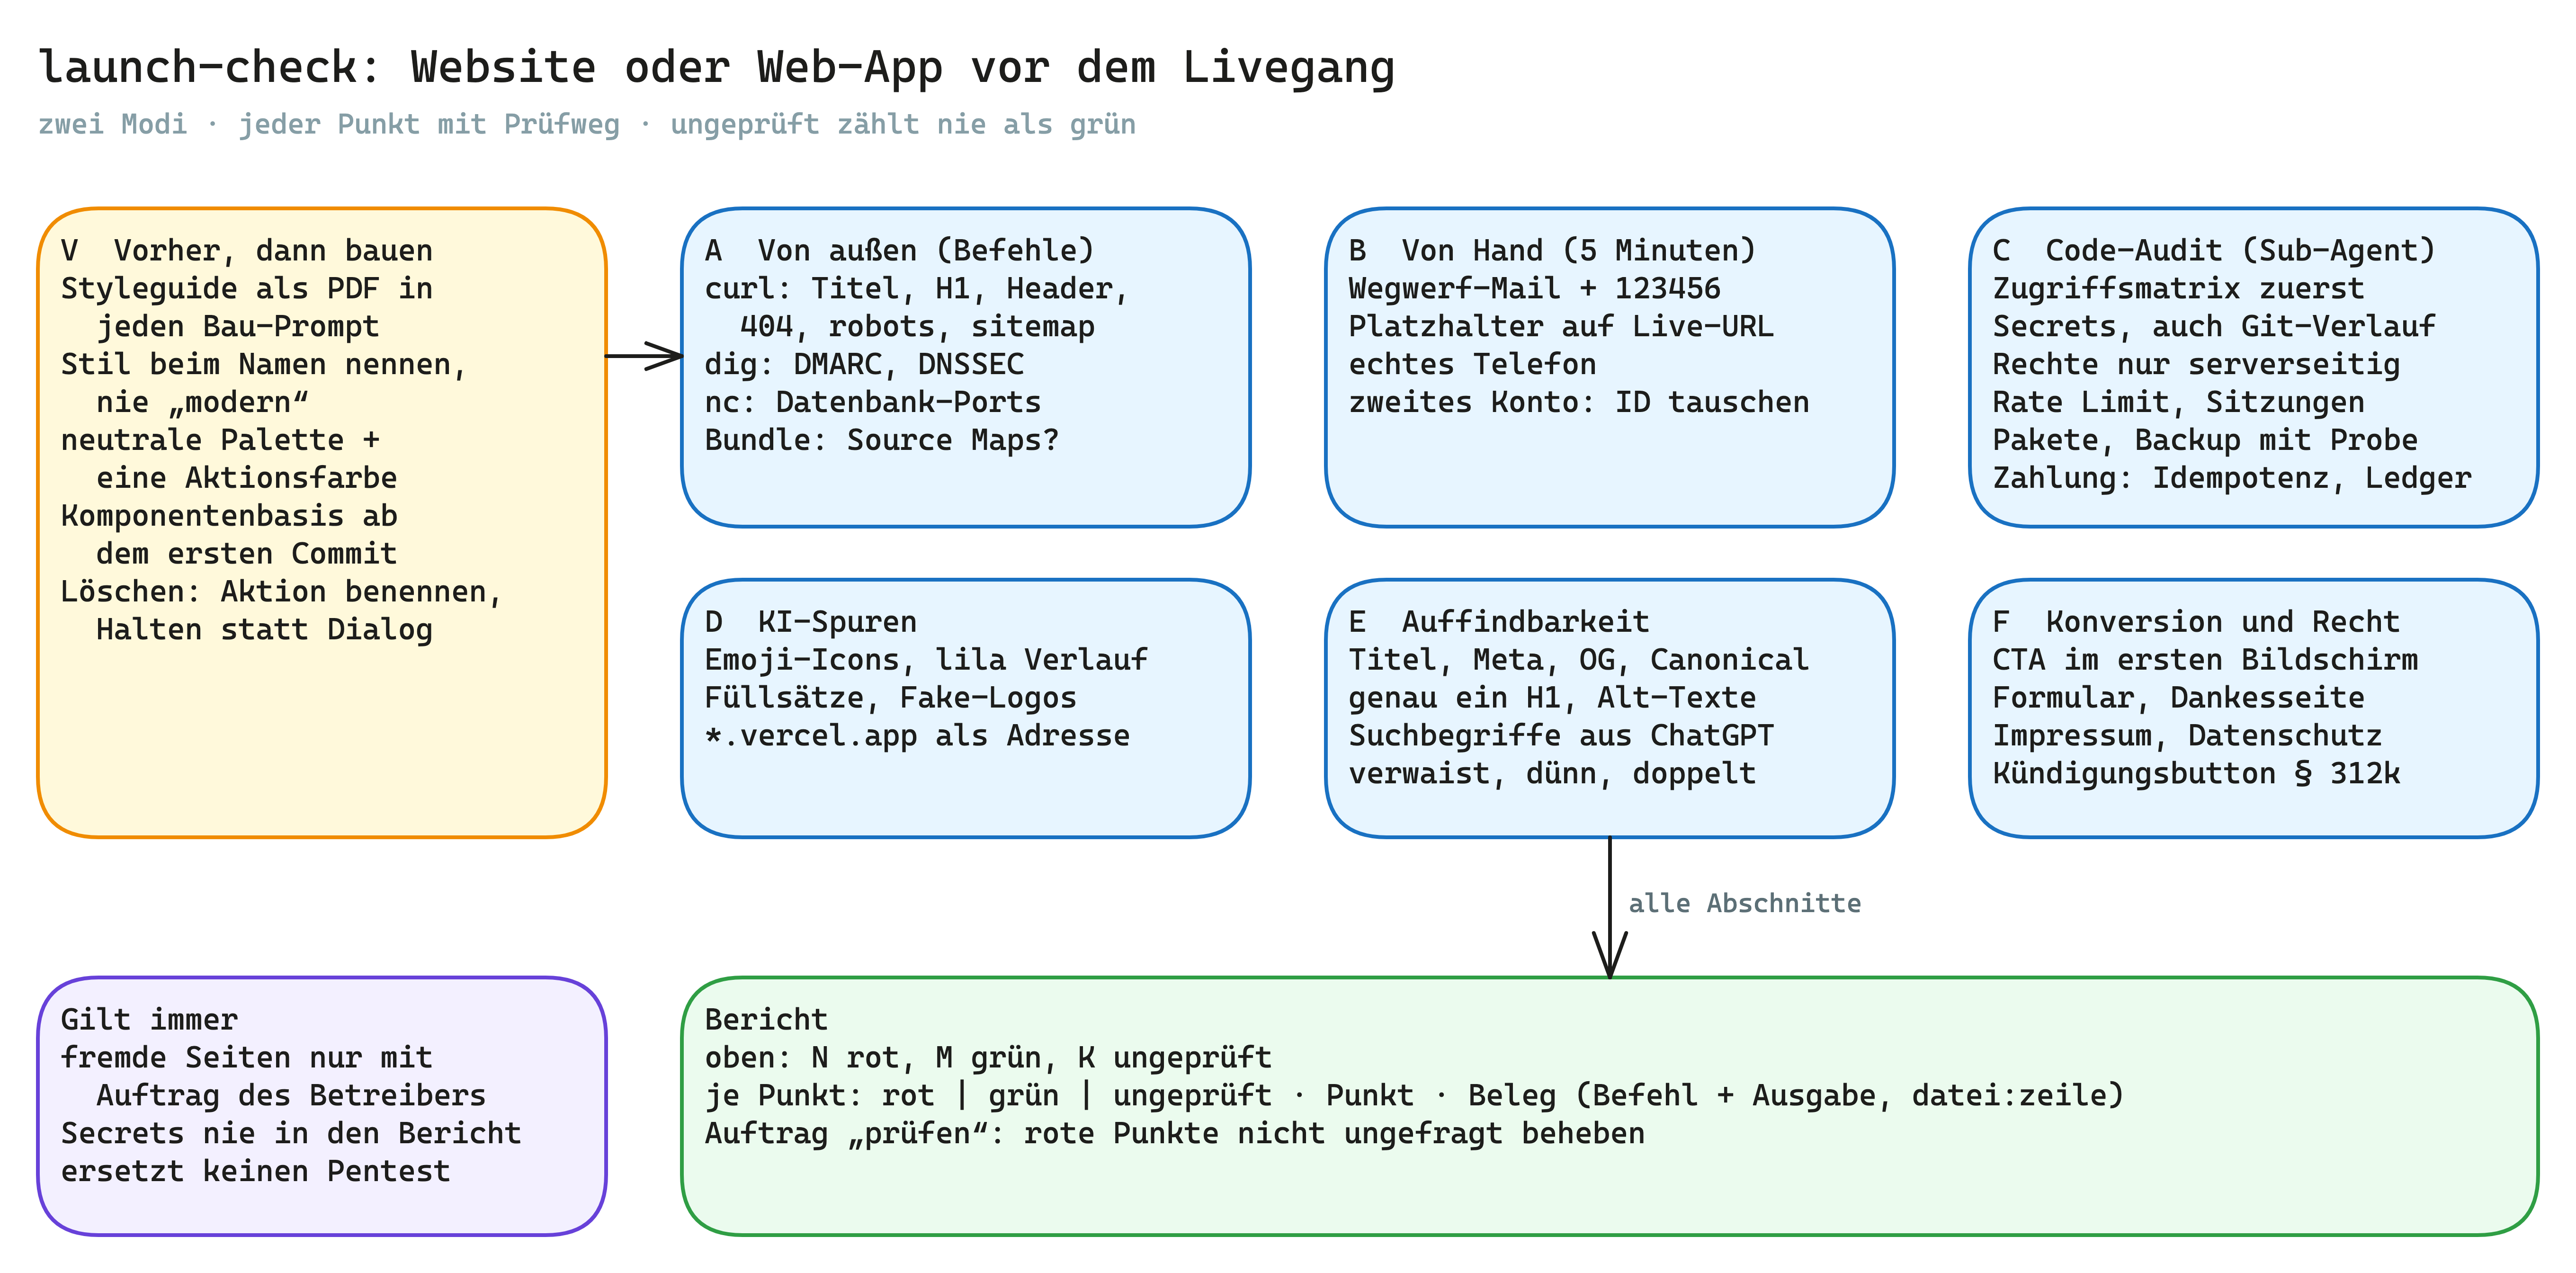 launch-check: Website oder Web-App vor dem Livegang
zwei Modi · jeder Punkt mit Prüfweg · ungeprüft zählt nie als grün
V  Vorher, dann bauen
Styleguide als PDF in
  jeden Bau-Prompt
Stil beim Namen nennen,
  nie „modern“
neutrale Palette +
  eine Aktionsfarbe
Komponentenbasis ab
  dem ersten Commit
Löschen: Aktion benennen,
  Halten statt Dialog
A  Von außen (Befehle)
curl: Titel, H1, Header,
  404, robots, sitemap
dig: DMARC, DNSSEC
nc: Datenbank-Ports
Bundle: Source Maps?
B  Von Hand (5 Minuten)
Wegwerf-Mail + 123456
Platzhalter auf Live-URL
echtes Telefon
zweites Konto: ID tauschen
C  Code-Audit (Sub-Agent)
Zugriffsmatrix zuerst
Secrets, auch Git-Verlauf
Rechte nur serverseitig
Rate Limit, Sitzungen
Pakete, Backup mit Probe
Zahlung: Idempotenz, Ledger
D  KI-Spuren
Emoji-Icons, lila Verlauf
Füllsätze, Fake-Logos
*.vercel.app als Adresse
E  Auffindbarkeit
Titel, Meta, OG, Canonical
genau ein H1, Alt-Texte
Suchbegriffe aus ChatGPT
verwaist, dünn, doppelt
F  Konversion und Recht
CTA im ersten Bildschirm
Formular, Dankesseite
Impressum, Datenschutz
Kündigungsbutton § 312k
alle Abschnitte
Gilt immer
fremde Seiten nur mit
  Auftrag des Betreibers
Secrets nie in den Bericht
ersetzt keinen Pentest
Bericht
oben: N rot, M grün, K ungeprüft
je Punkt: rot | grün | ungeprüft · Punkt · Beleg (Befehl + Ausgabe, datei:zeile)
Auftrag „prüfen“: rote Punkte nicht ungefragt beheben